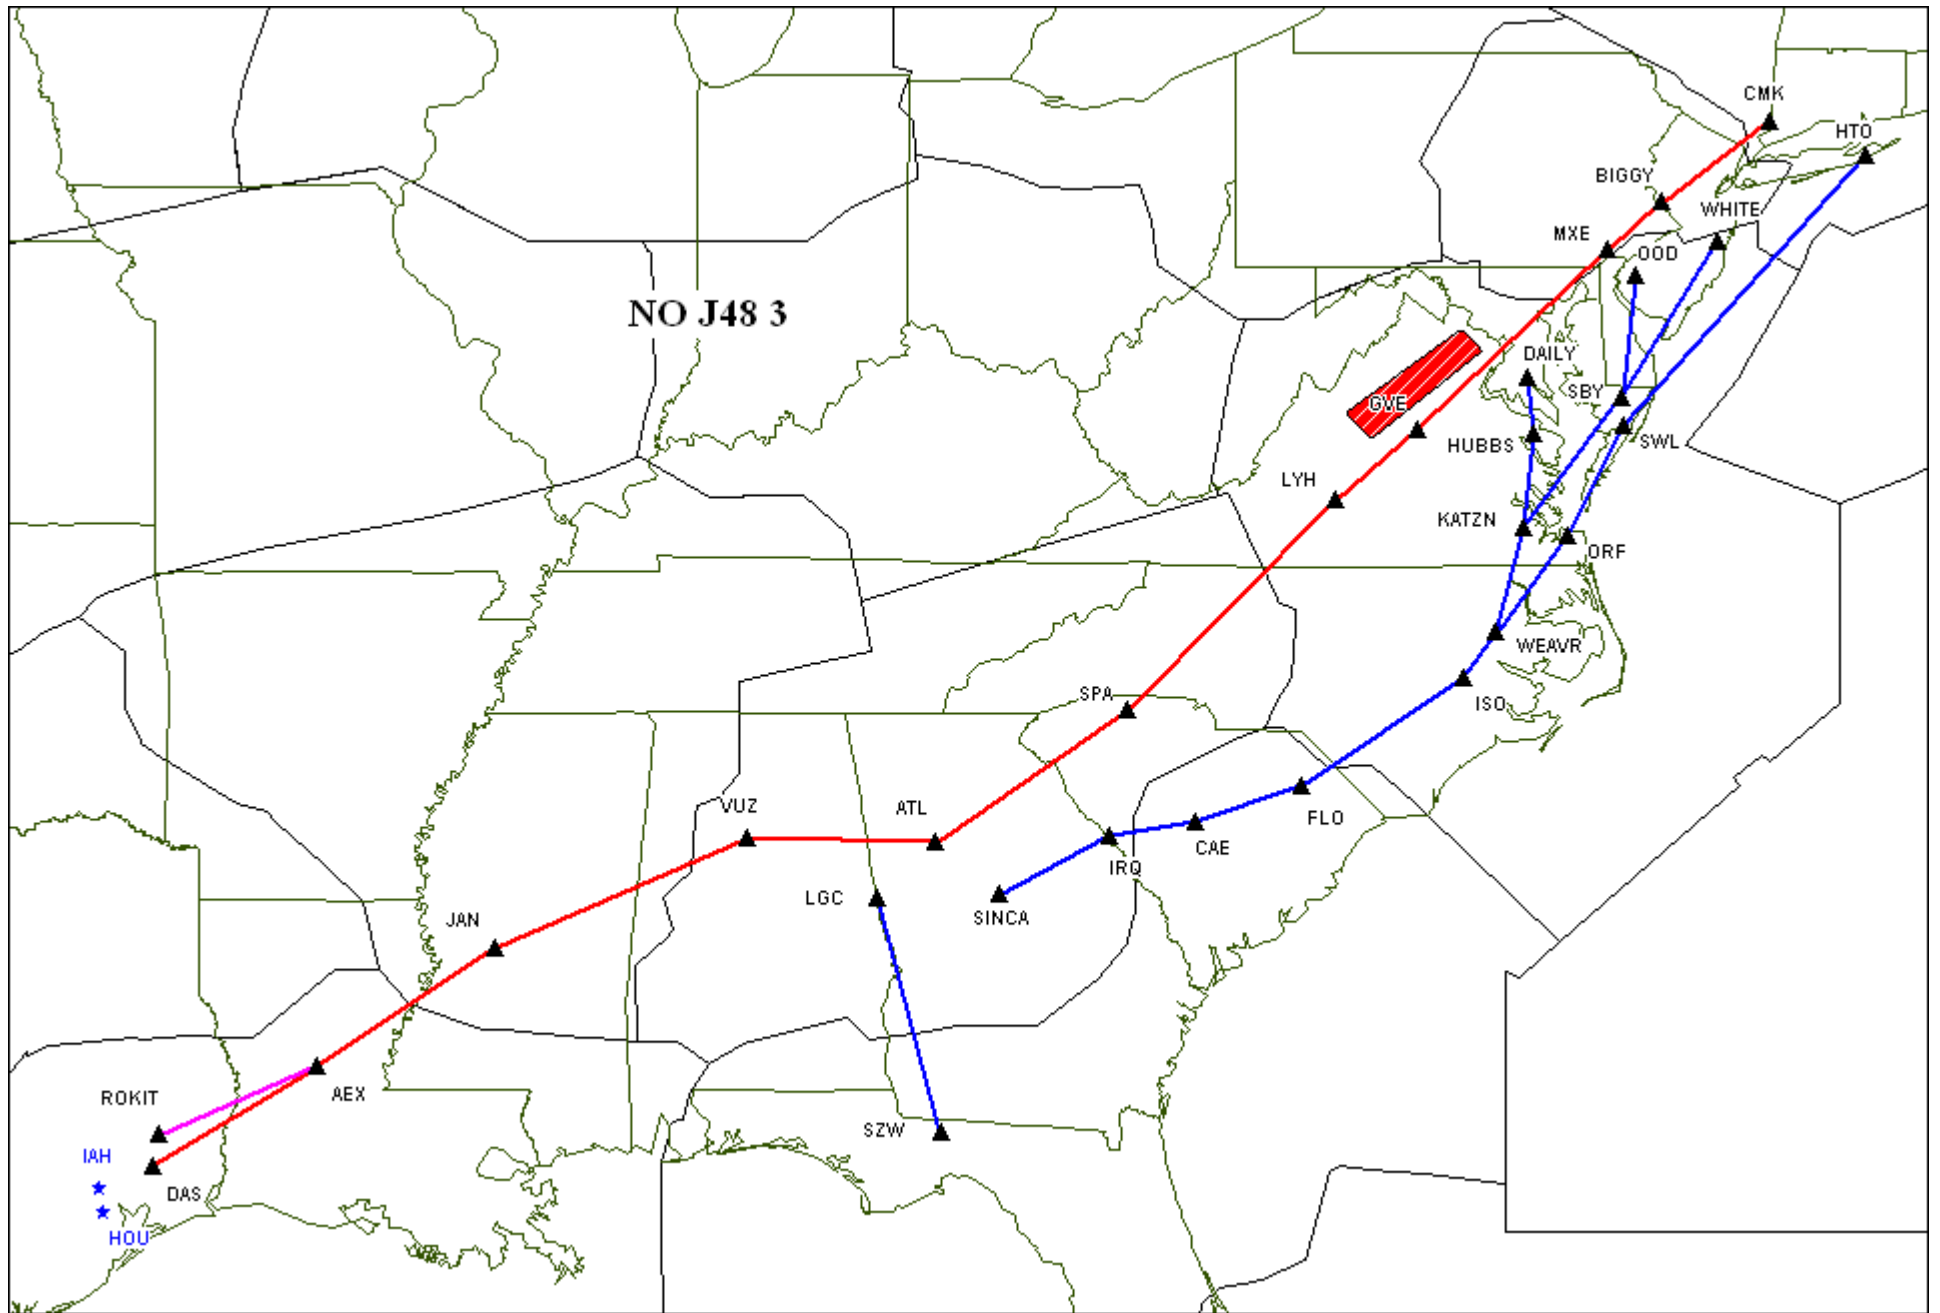 CMK
HTO
BIGGY
WHITE
MXE
OOD
NO J48 3
DAILY
SBY
GVE
HUBBS
SWL
LYH
KATZN
ORF
WEAVR
SPA
ISO
VUZ
ATL
FLO
CAE
IRQ
LGC
SINCA
JAN
AEX
ROKIT
SZW
IAH
DAS
HOU